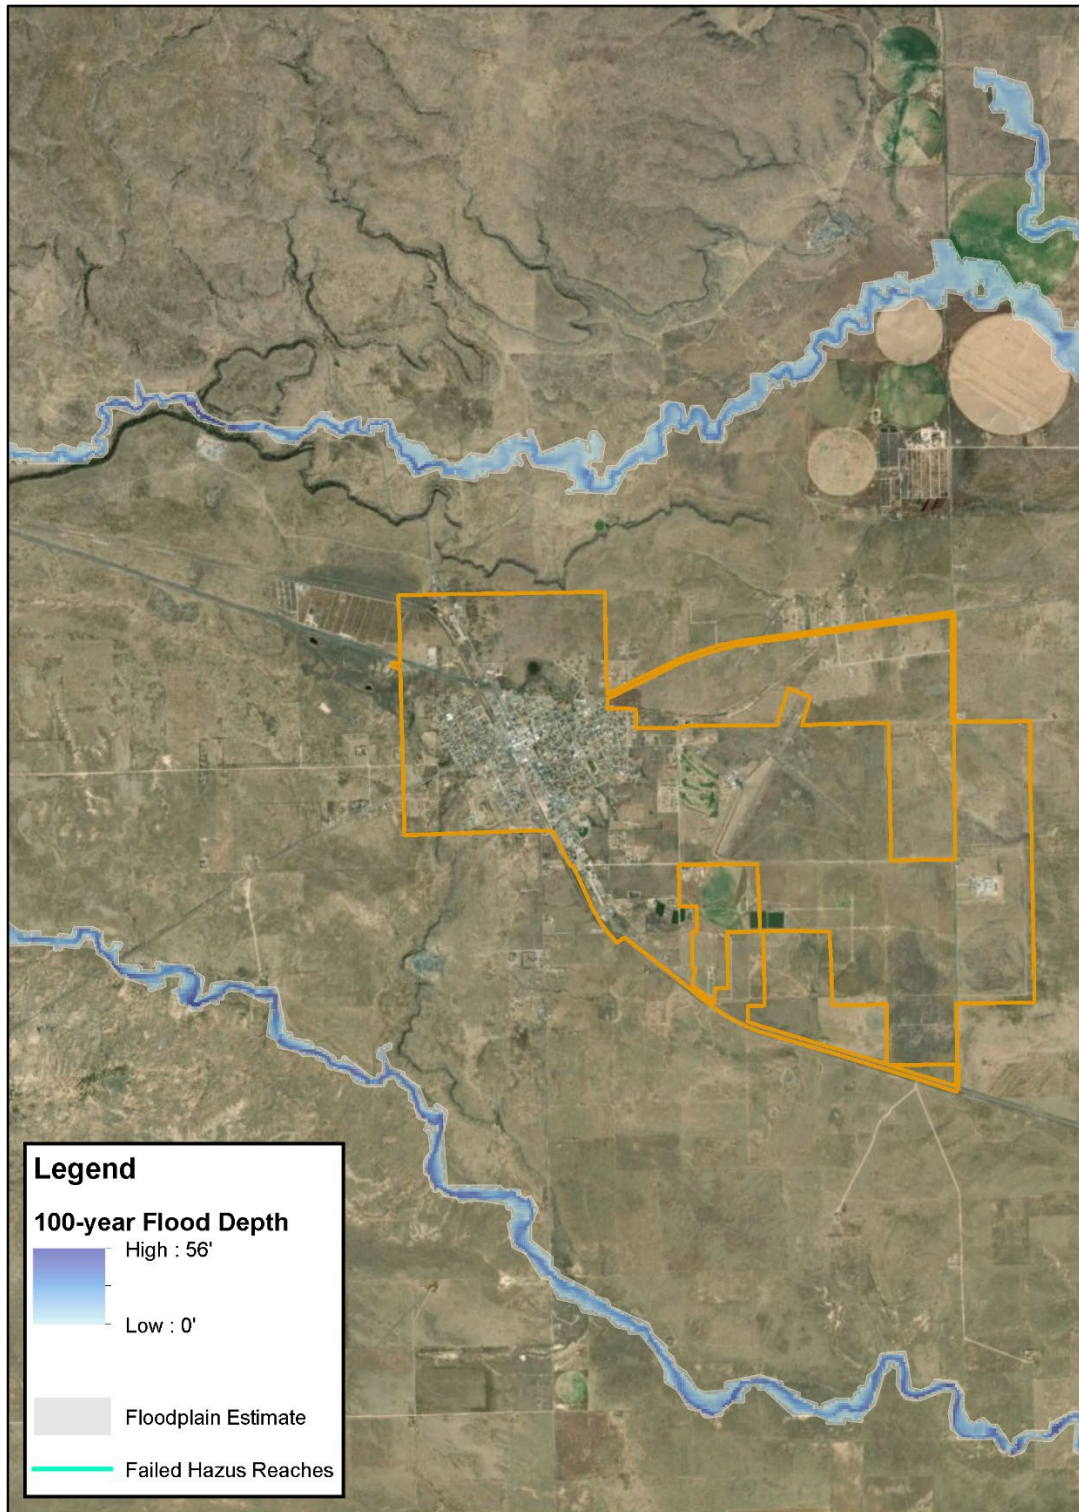 Legend
100-year Flood Depth
High : 56'
Low : 0'
Floodplain Estimate
Failed Hazus Reaches